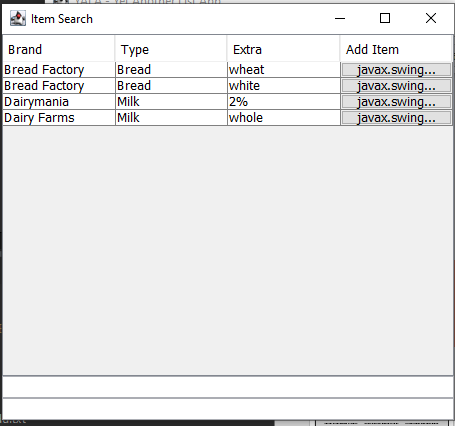 Item Search
Brand Type Extra Add Item
Bread Factory Bread wheat javax.swing...
Bread Factory Bread white javax.swing...
Dairymania Milk 2% javax.swing...
Dairy Farms Milk whole javax.swing...